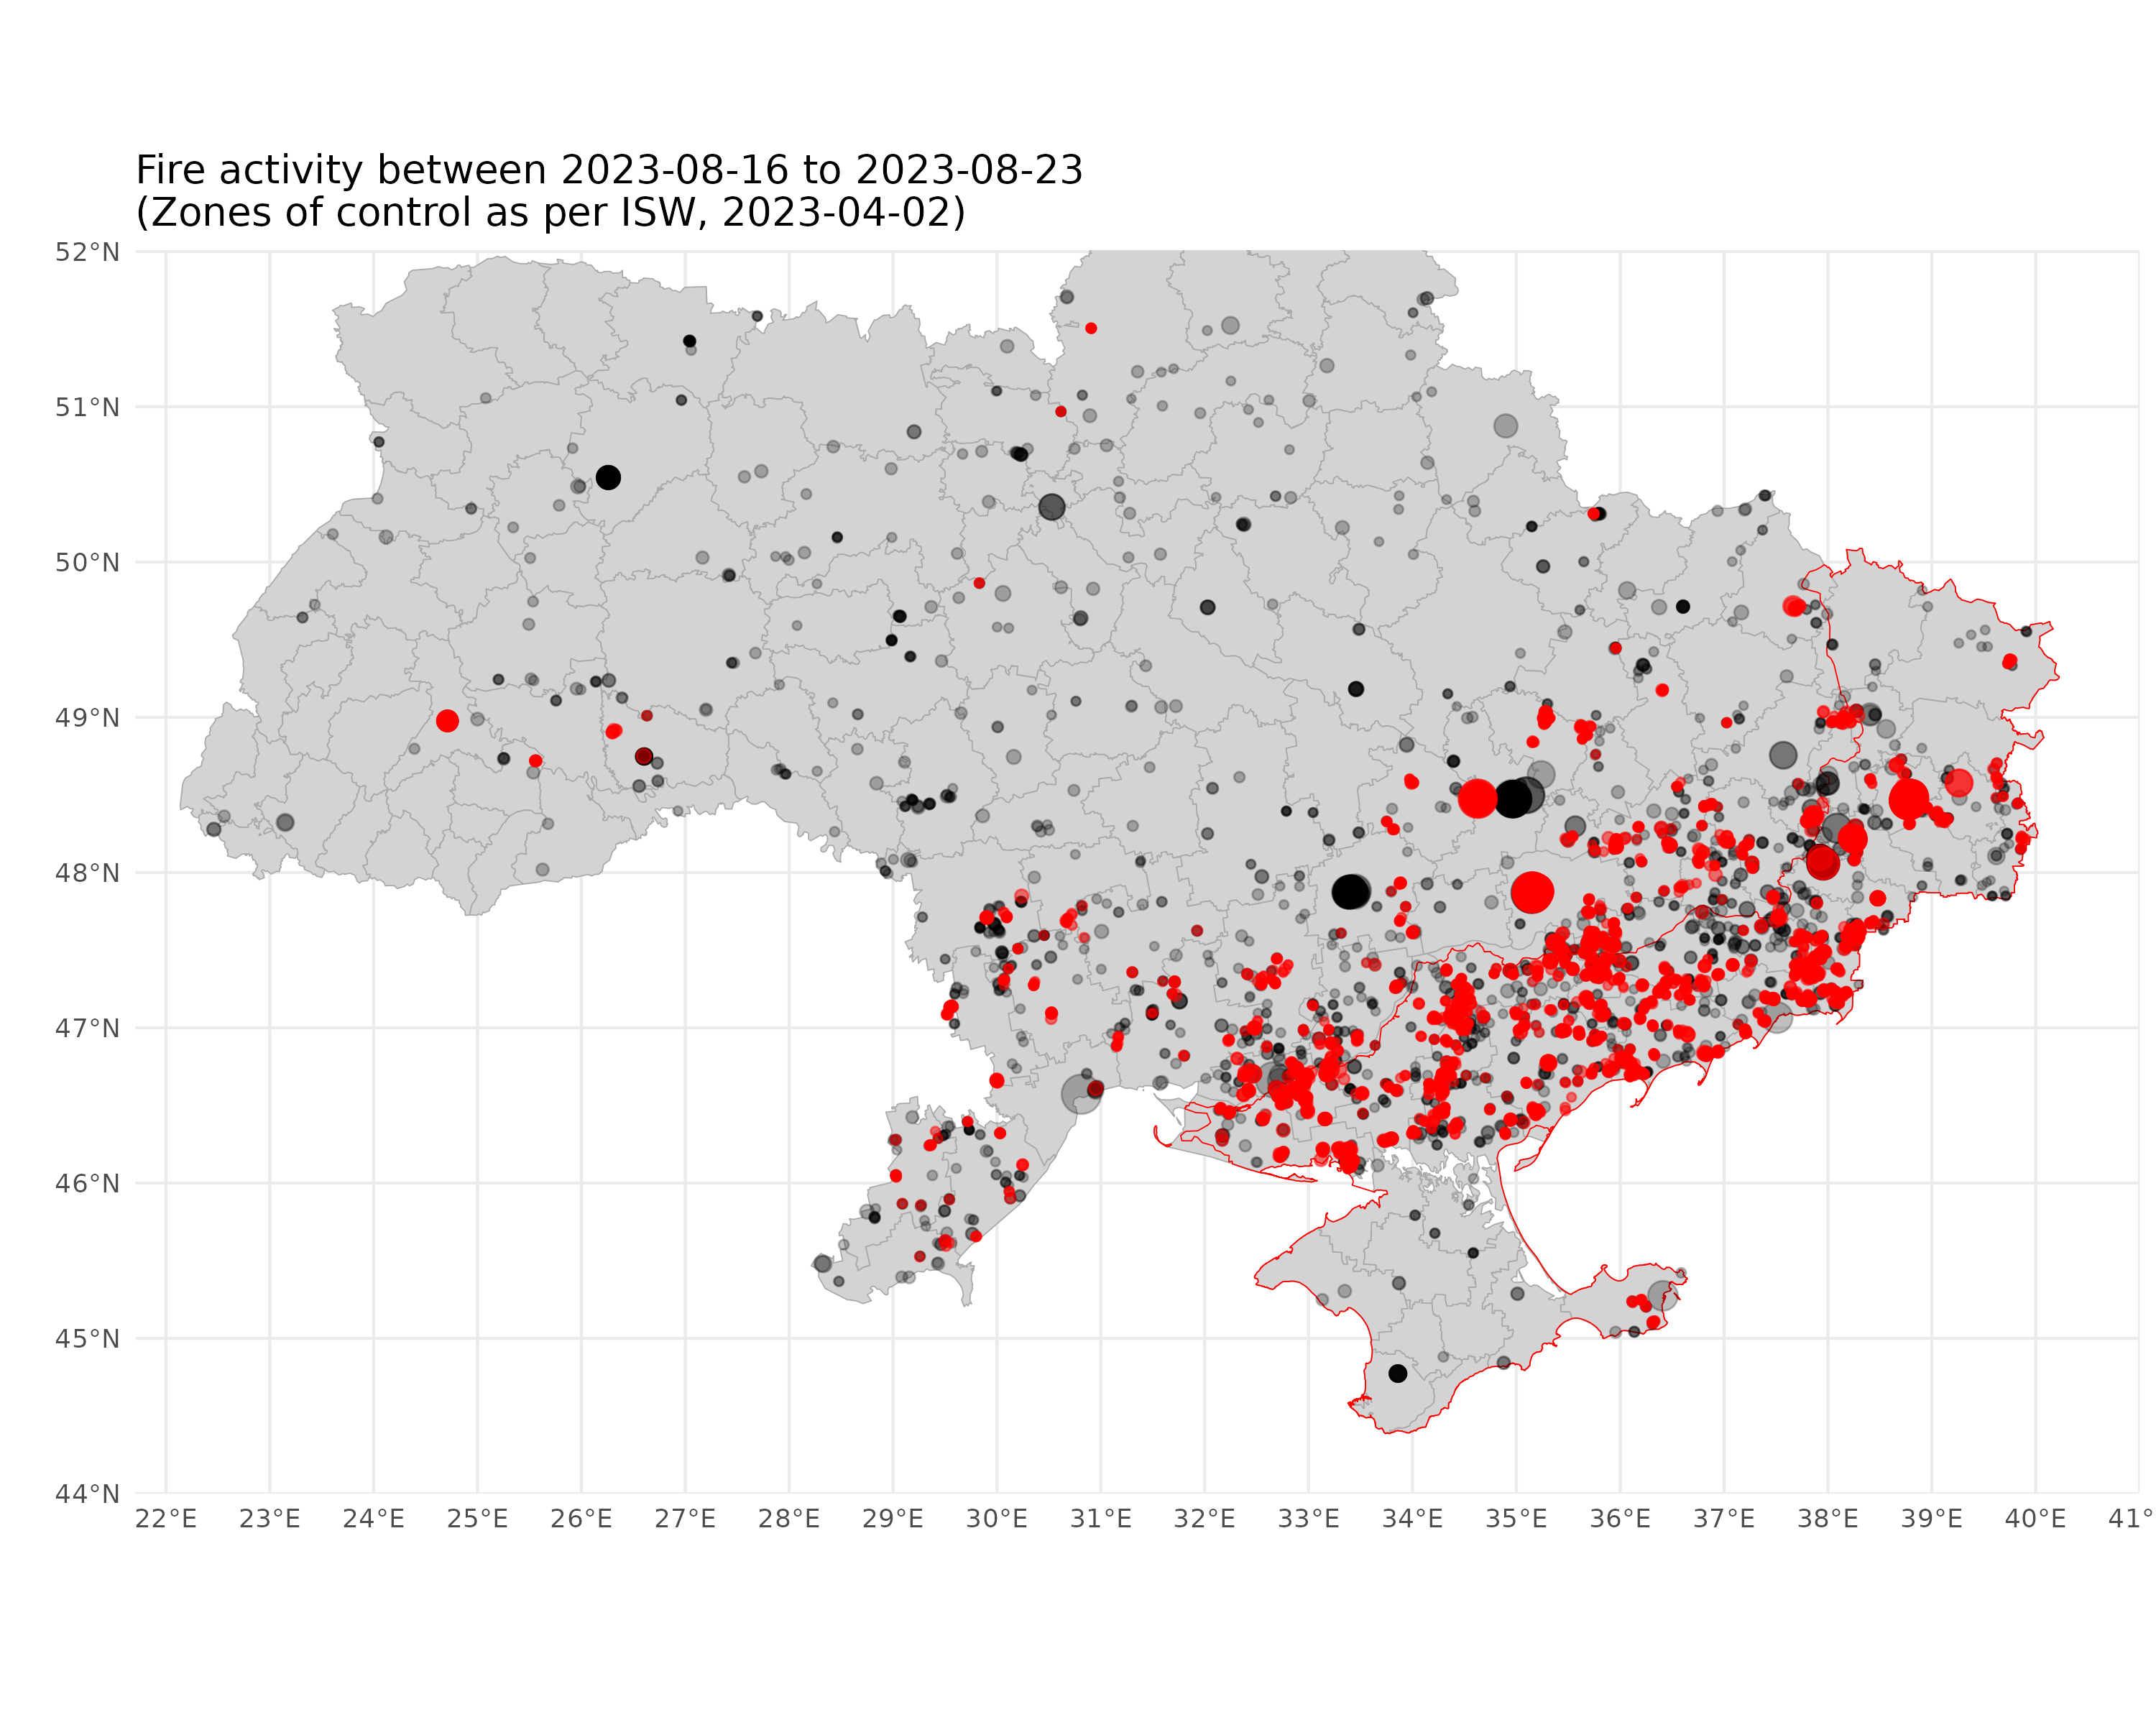 Fire activity between 2023-08-16 to 2023-08-23
(Zones of control as per ISW, 2023-04-02)
52°N
51°N
50°N
49°N
48°N
47°N
46°N
45°N
44°N
22°E 23°E 24°E 25°E 26°E 27°E 28°E 29°E 30°E 31°E 32°E 33°E 34°E 35°E 36°E 37°E 38°E 39°E 40°E 41°